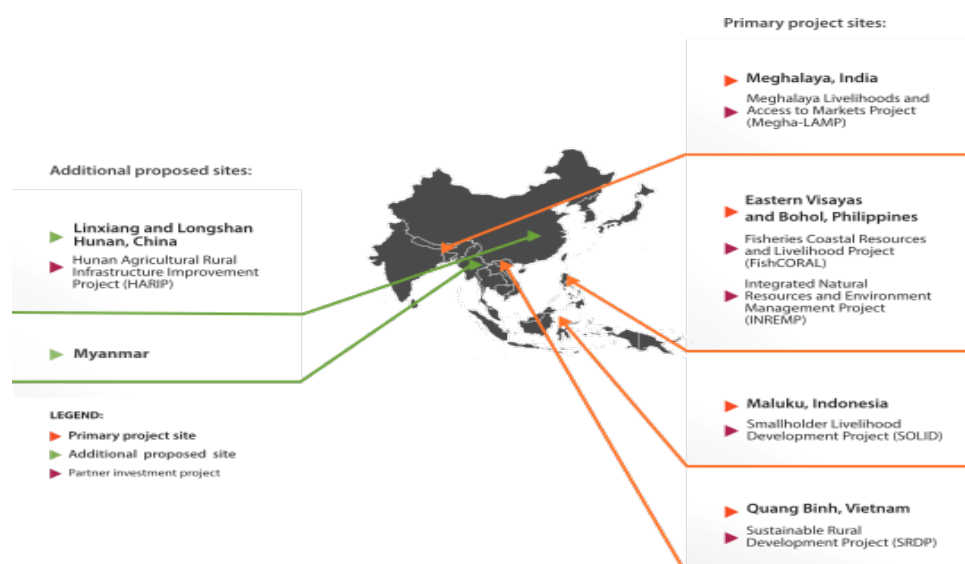 Primary project sites:
Meghalaya, India
Meghalaya Livelihoods and
Access to Markets Project
(Megha-LAMP)
Additional proposed sites:
Linxiang and Longshan
Hunan, China
Hunan Agricultural Rural
Infrastructure Improvement
Project (HARIP)
Myanmar
Eastern Visayas
and Bohol, Philippines
Fisheries Coastal Resources
and Livelihood Project
(FishCORAL)
Integrated Natural
Resources and Environment
Management Project
(INREMP)
Maluku, Indonesia
Smallholder Livelihood
Development Project (SOLID)
Quang Binh, Vietnam
Sustainable Rural
Development Project (SRDP)
LEGEND:
Primary project site
Additional proposed site
Partner investment project